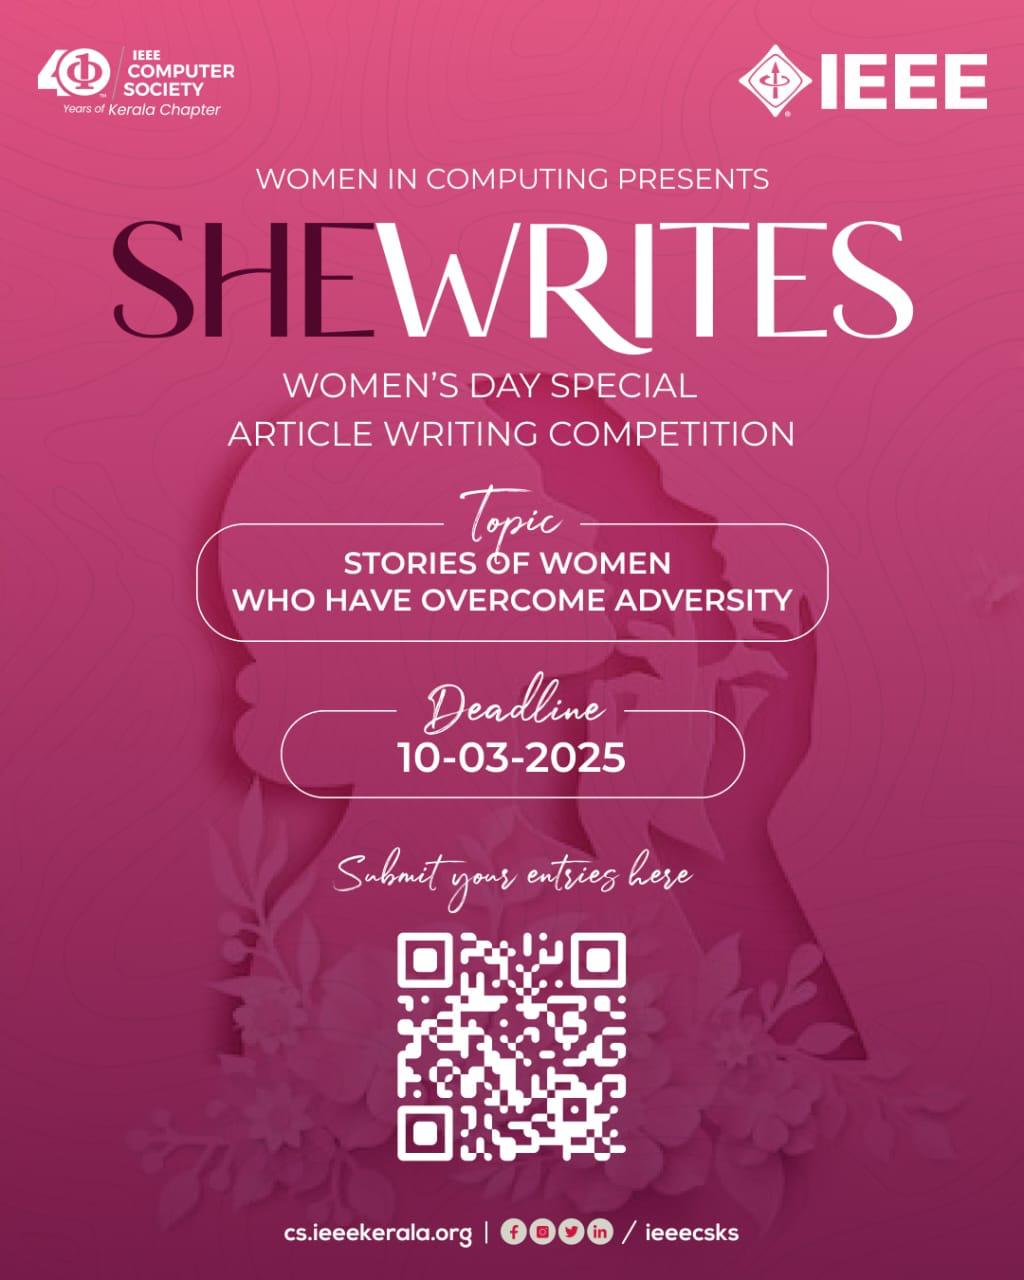 40
IEEE
COMPUTER
SOCIETY
Years of Kerala Chapter
IEEE
WOMEN IN COMPUTING PRESENTS
SHEWRITES
WOMEN'S DAY SPECIAL
ARTICLE WRITING COMPETITION
Topic
STORIES OF WOMEN
WHO HAVE OVERCOME ADVERSITY
Deadline
10-03-2025
Submit your entries here
cs.ieeekerala.org | / ieeecsks